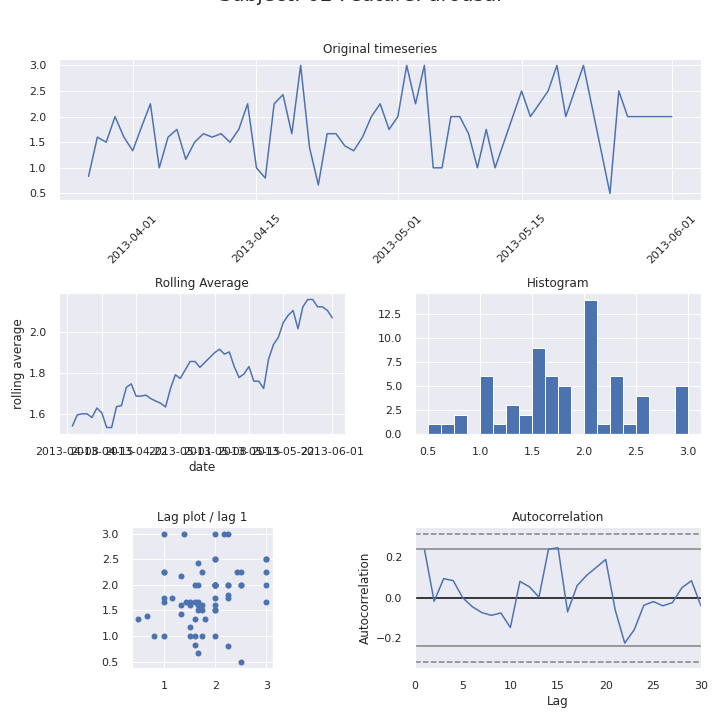 Original timeseries
3.0
2.5
2.0
1.5
1.0
0.5
2013-04-01
2013-04-15
2013-05-01
2013-05-15
2013-06-01
Rolling Average
Histogram
rolling average
2.0
1.8
1.6
12.5
10.0
7.5
5.0
2.5
0.0
2013-06-01
date
0.5 1.0 1.5 2.0 2.5 3.0
Lag plot / lag 1
Autocorrelation
3.0
2.5
2.0
1.5
1.0
0.5
1 2 3
Autocorrelation
0.2
0.0
−0.2
0 5 10 15 20 25 30
Lag